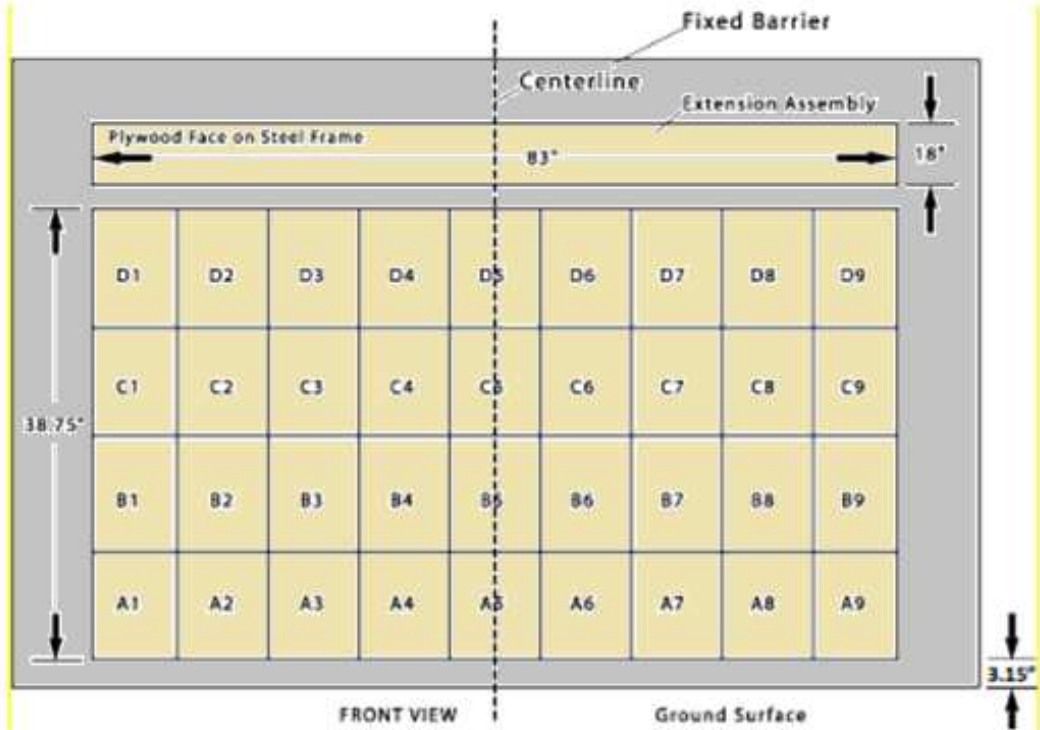 Fixed Barrier
Centerline
Extension Assembly
Plywood Face on Steel Frame
83"
18"
D1 D2 D3 D4 D5 D6 D7 D8 D9
C1 C2 C3 C4 C5 C6 C7 C8 C9
38.75"
B1 B2 B3 B4 B5 B6 B7 B8 B9
A1 A2 A3 A4 A5 A6 A7 A8 A9
3.15"
FRONT VIEW
Ground Surface